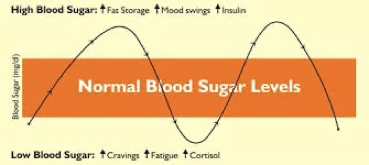 High Blood Sugar: ↑Fat Storage ↑Mood swings ↑Insulin
Blood Sugar (mg/dl)
Normal Blood Sugar Levels
Low Blood Sugar: ↑Cravings ↑Fatigue ↑Cortisol